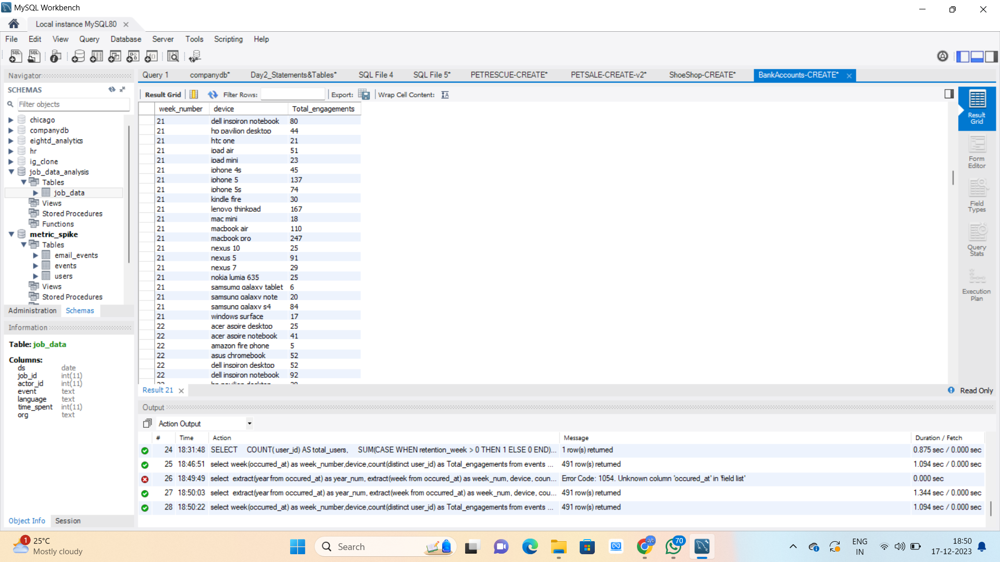 MySQL Workbench
Local instance MySQL80
File Edit View Query Database Server Tools Scripting Help
Navigator
SCHEMAS
Filter objects
chicago
companydb
eightd_analytics
hr
ig_clone
job_data_analysis
Tables
job_data
Views
Stored Procedures
Functions
metric_spike
Tables
email_events
events
users
Views
Stored Procedures
Administration Schemas
Information
Table: job_data
Columns:
ds date
job_id int(11)
actor_id int(11)
event text
language text
time_spent int(11)
org text
Object Info Session
Query 1 companydb* Day2_Statements&Tables* SQL File 4 SQL File 5* PETRESCUE-CREATE* PETSALE-CREATE-v2* ShoeShop-CREATE* BankAccounts-CREATE*
Result Grid Filter Rows: Export: Wrap Cell Content:
week_number device Total_engagements
21 dell inspiron notebook 80
21 hp pavilion desktop 44
21 htc one 21
21 ipad air 51
21 ipad mini 23
21 iphone 4s 45
21 iphone 5 137
21 iphone 5s 74
21 kindle fire 30
21 lenovo thinkpad 167
21 mac mini 18
21 macbook air 110
21 macbook pro 247
21 nexus 10 25
21 nexus 5 91
21 nexus 7 29
21 nokia lumia 635 25
21 samsumg galaxy tablet 6
21 samsung galaxy note 20
21 samsung galaxy s4 84
21 windows surface 17
22 acer aspire desktop 25
22 acer aspire notebook 41
22 amazon fire phone 5
22 asus chromebook 52
22 dell inspiron desktop 52
22 dell inspiron notebook 92
Result
Grid
Form
Editor
Field
Types
Query
Stats
Execution
Plan
Result 21
Read Only
Output
Action Output
# Time Action Message Duration / Fetch
24 18:31:48 SELECT COUNT( user_id) AS total_users, SUM(CASE WHEN retention_week > 0 THEN 1 ELSE 0 END)... 1 row(s) returned 0.875 sec / 0.000 sec
25 18:46:51 select week(occurred_at) as week_number,device,count(distinct user_id) as Total_engagements from events ... 491 row(s) returned 1.094 sec / 0.000 sec
26 18:49:49 select extract(year from occured_at) as year_num, extract(week from occured_at) as week_num, device, coun... Error Code: 1054. Unknown column 'occured_at' in 'field list' 0.000 sec
27 18:50:03 select extract(year from occurred_at) as year_num, extract(week from occurred_at) as week_num, device, cou... 491 row(s) returned 1.344 sec / 0.000 sec
28 18:50:22 select week(occurred_at) as week_number,device,count(distinct user_id) as Total_engagements from events ... 491 row(s) returned 1.094 sec / 0.000 sec
1
25°C
Mostly cloudy
Search
70
ENG
IN
18:50
17-12-2023